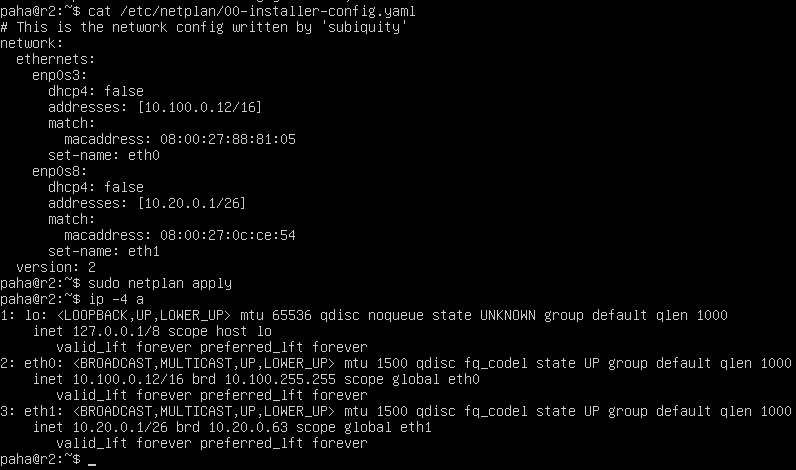 paha@r2:~$ cat /etc/netplan/00-installer-config.yaml
# This is the network config written by 'subiquity'
network:
  ethernets:
    enp0s3:
      dhcp4: false
      addresses: [10.100.0.12/16]
      match:
        macaddress: 08:00:27:88:81:05
      set-name: eth0
    enp0s8:
      dhcp4: false
      addresses: [10.20.0.1/26]
      match:
        macaddress: 08:00:27:0c:ce:54
      set-name: eth1
  version: 2
paha@r2:~$ sudo netplan apply
paha@r2:~$ ip -4 a
1: lo: <LOOPBACK,UP,LOWER_UP> mtu 65536 qdisc noqueue state UNKNOWN group default qlen 1000
    inet 127.0.0.1/8 scope host lo
       valid_lft forever preferred_lft forever
2: eth0: <BROADCAST,MULTICAST,UP,LOWER_UP> mtu 1500 qdisc fq_codel state UP group default qlen 1000
    inet 10.100.0.12/16 brd 10.100.255.255 scope global eth0
       valid_lft forever preferred_lft forever
3: eth1: <BROADCAST,MULTICAST,UP,LOWER_UP> mtu 1500 qdisc fq_codel state UP group default qlen 1000
    inet 10.20.0.1/26 brd 10.20.0.63 scope global eth1
       valid_lft forever preferred_lft forever
paha@r2:~$ _